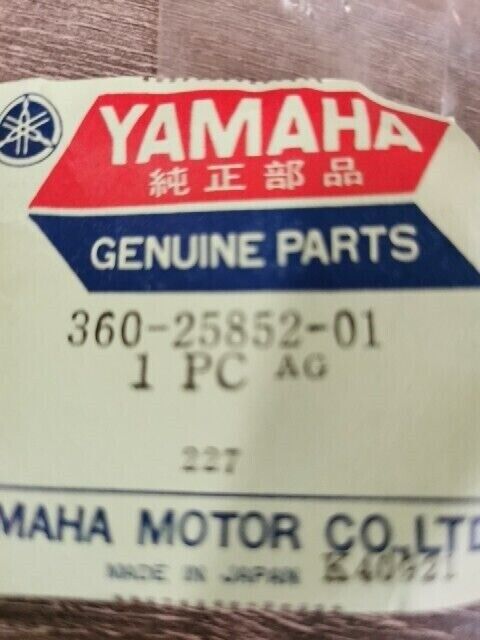 YAMAHA
純正部品
GENUINE PARTS
360-25852-01
1 PC AG
227
MAHA MOTOR CO., LTD
MADE IN JAPAN